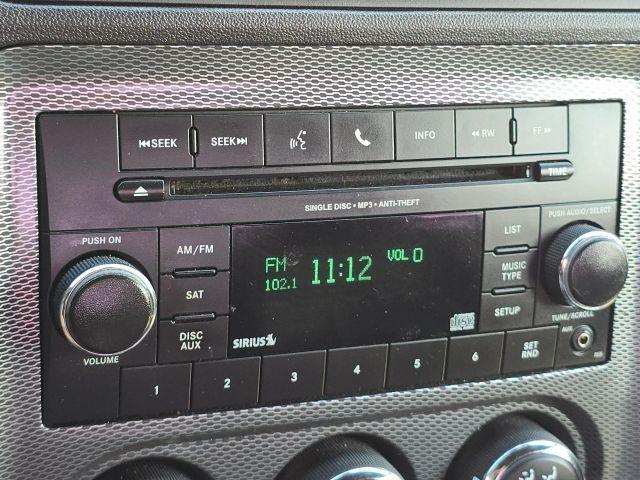 SEEK SEEK INFO RW FF
TIME
SINGLE DISC • MP3 • ANTI-THEFT
PUSH ON
AM/FM
SAT
DISC
AUX
VOLUME
FM 11:12 VOL 0
102.1
SIRIUS
disc
LIST
MUSIC
TYPE
SETUP
PUSH AUDIO/SELECT
TUNE/SCROLL
AUX
1 2 3 4 5 6
SET
RND